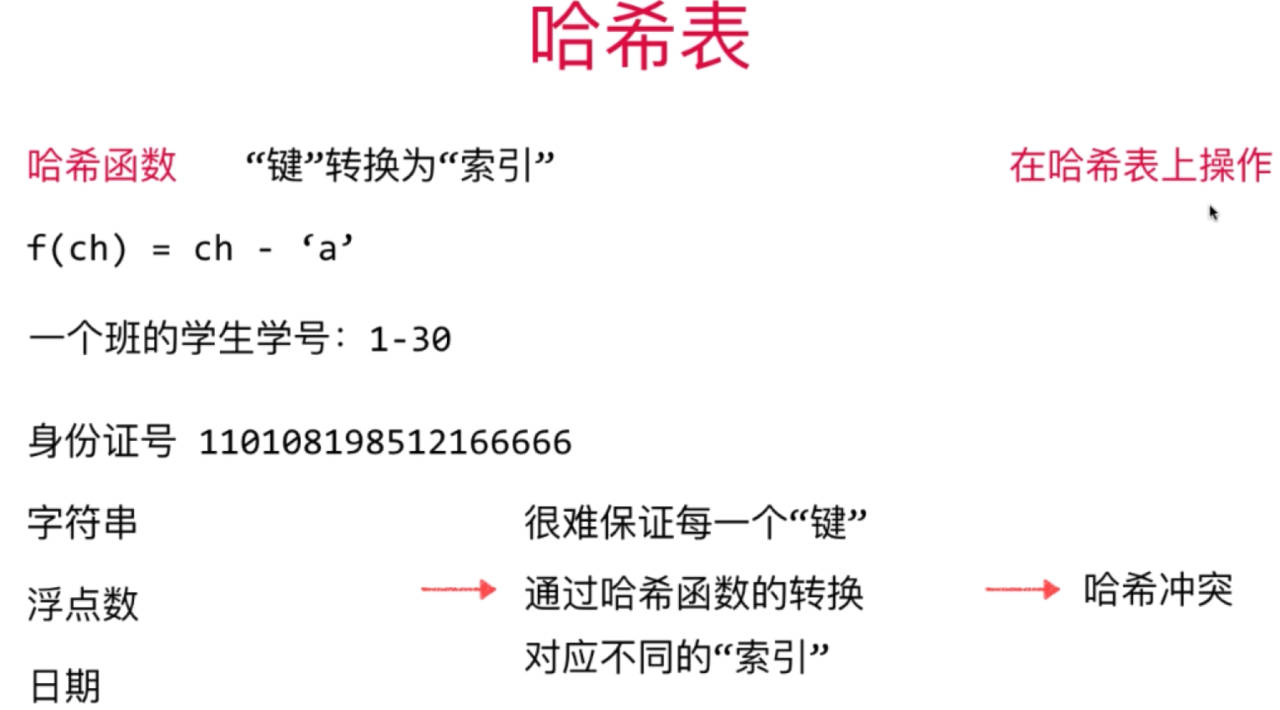 哈希表
哈希函数 “键”转换为“索引” 在哈希表上操作
f(ch) = ch - ‘a’
一个班的学生学号：1-30
身份证号 110108198512166666
字符串
浮点数
日期
很难保证每一个“键”
通过哈希函数的转换
对应不同的“索引”
哈希冲突